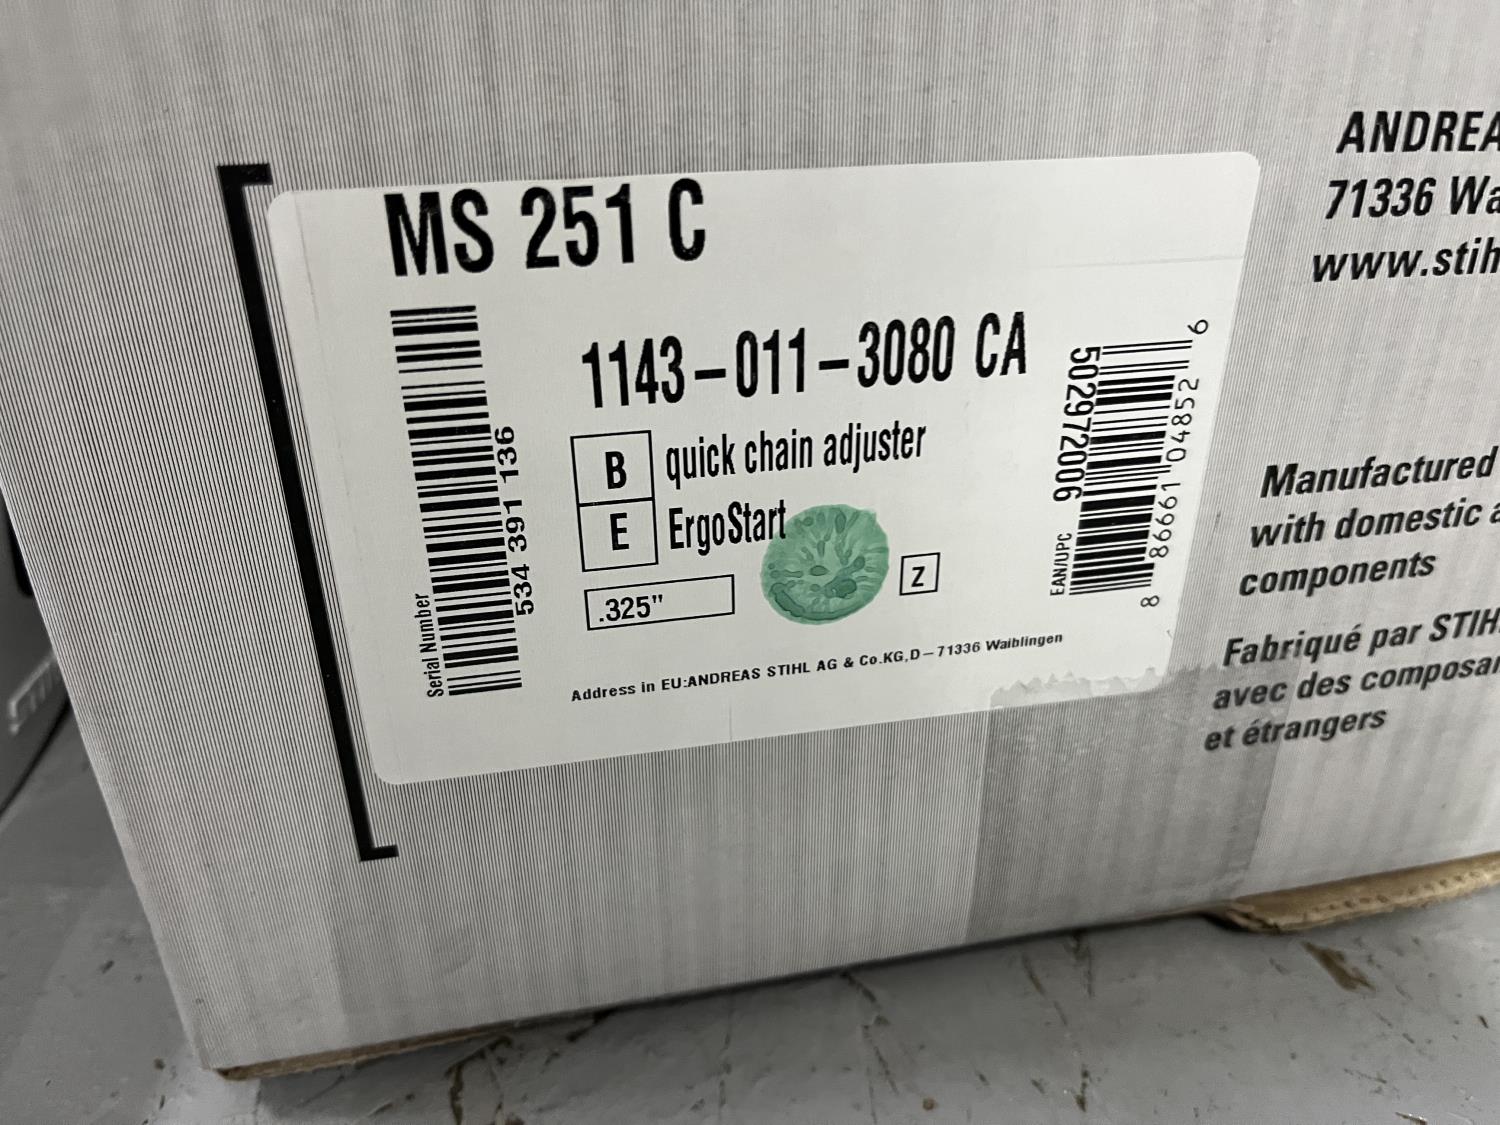 MS 251 C
1143-011-3080 CA
B quick chain adjuster
E ErgoStart
.325"
Z
Serial Number
534 391 136
EAN/UPC
502972006
8 86661 04852 6
Address in EU:ANDREAS STIHL AG & Co.KG,D-71336 Waiblingen
ANDREA
71336 Wa
www.stih
Manufactured
with domestic a
components
Fabriqué par STIH
avec des composan
et étrangers